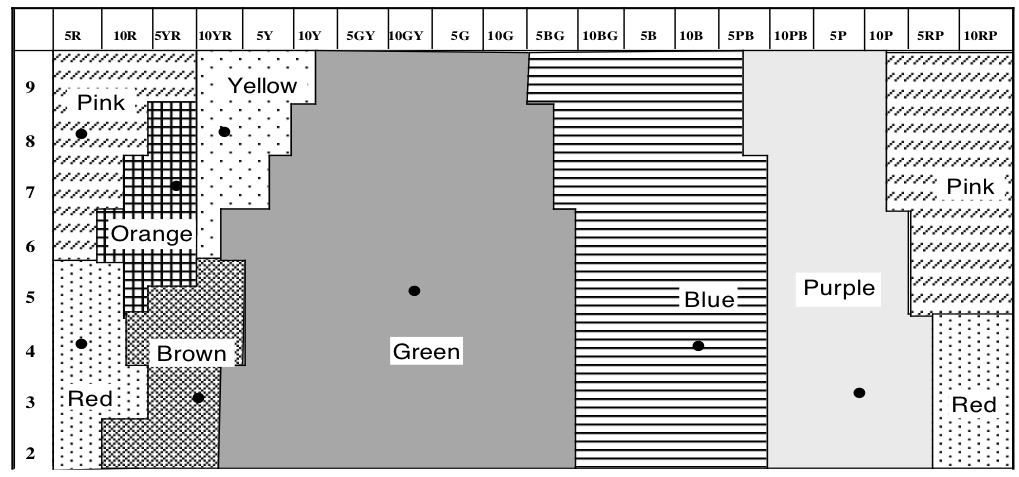 5R 10R 5YR 10YR 5Y 10Y 5GY 10GY 5G 10G 5BG 10BG 5B 10B 5PB 10PB 5P 10P 5RP 10RP
9
Yellow
Pink
8
7
Pink
6
Orange
5
Purple
Blue
4
Brown
Green
3
Red
Red
2